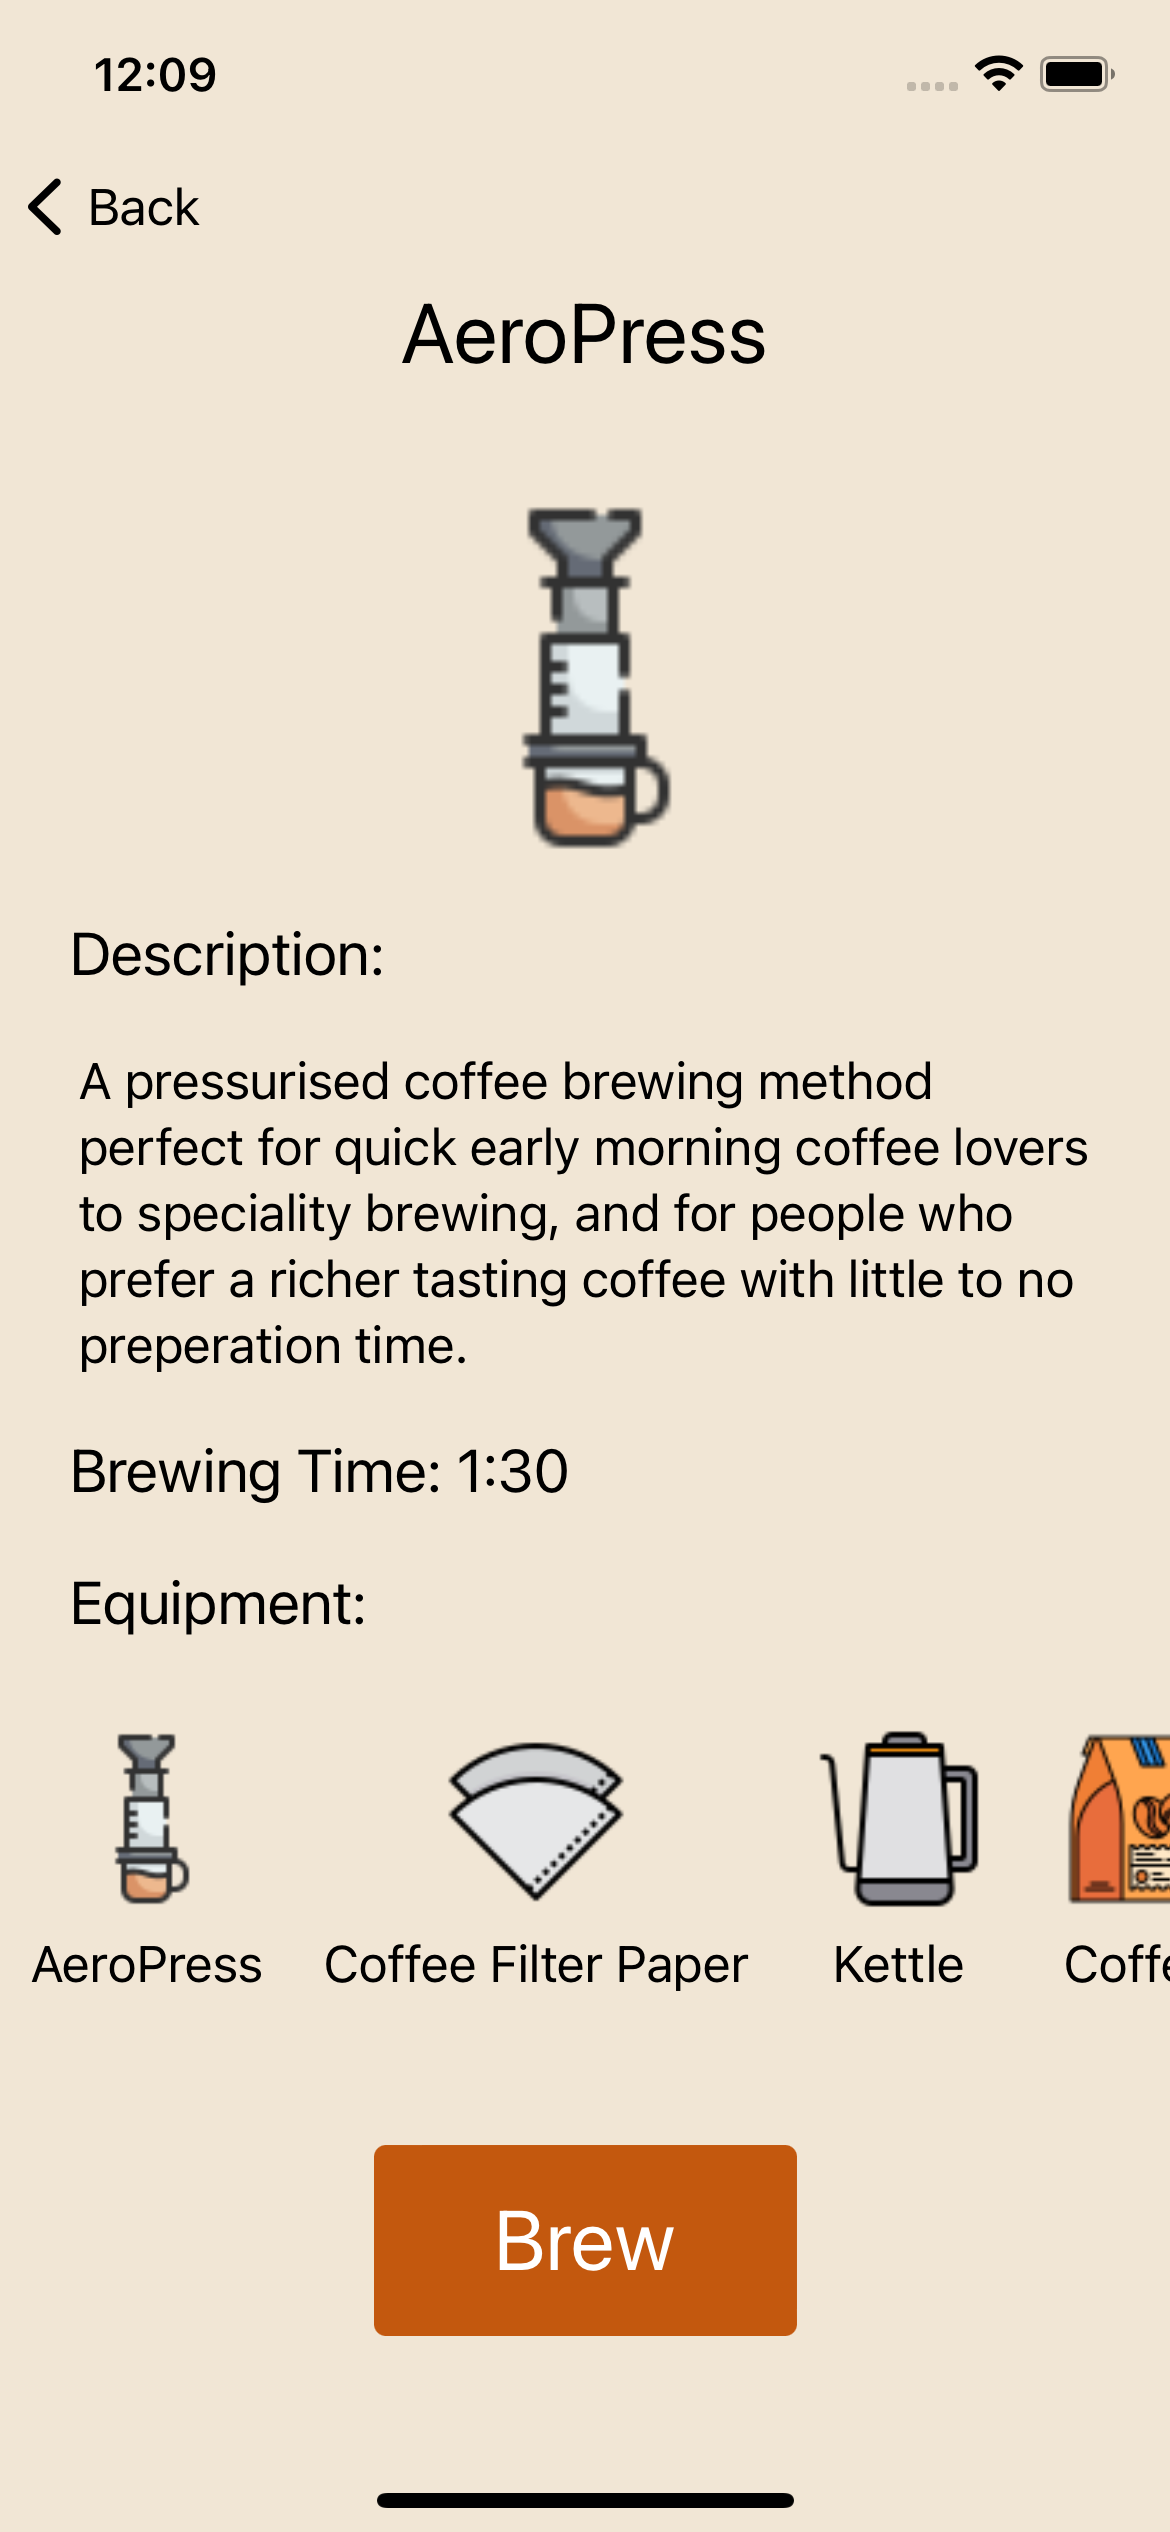 12:09
Back
AeroPress
Description:
A pressurised coffee brewing method
perfect for quick early morning coffee lovers
to speciality brewing, and for people who
prefer a richer tasting coffee with little to no
preperation time.
Brewing Time: 1:30
Equipment:
AeroPress Coffee Filter Paper Kettle
Brew